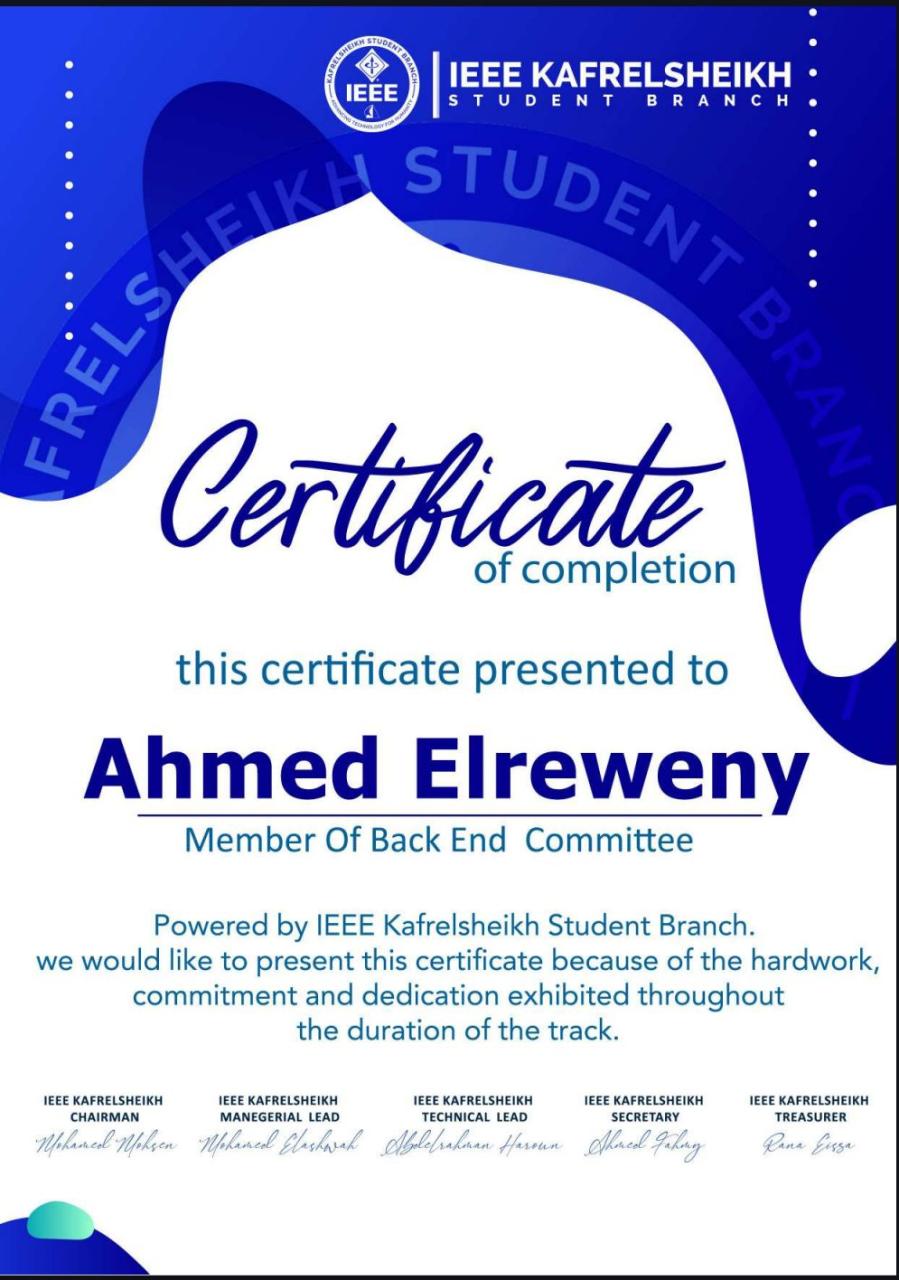 KAFRELSHEIKH STUDENT BRANCH
IEEE
ADVANCING TECHNOLOGY FOR HUMANITY
IEEE KAFRELSHEIKH
STUDENT BRANCH
AFRELSHEIKH STUDENT BRANC
Certificate
of completion
this certificate presented to
Ahmed Elreweny
Member Of Back End Committee
Powered by IEEE Kafrelsheikh Student Branch.
we would like to present this certificate because of the hardwork,
commitment and dedication exhibited throughout
the duration of the track.
IEEE KAFRELSHEIKH
CHAIRMAN
Mohamed Mohsen
IEEE KAFRELSHEIKH
MANEGERIAL LEAD
Mohamed Elashwah
IEEE KAFRELSHEIKH
TECHNICAL LEAD
Abdelrahman Haroun
IEEE KAFRELSHEIKH
SECRETARY
Ahmed Fahmy
IEEE KAFRELSHEIKH
TREASURER
Rana Eissa